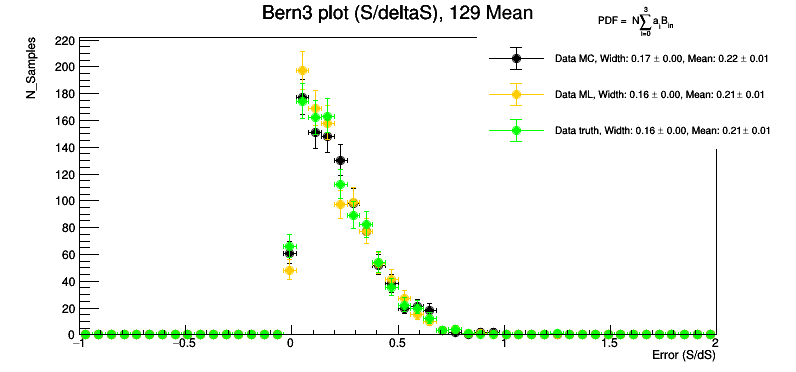 Bern3 plot (S/deltaS), 129 Mean
3
PDF = N∑ aᵢBᵢₙ
i=0
Data MC, Width: 0.17 ± 0.00, Mean: 0.22 ± 0.01
Data ML, Width: 0.16 ± 0.00, Mean: 0.21 ± 0.01
Data truth, Width: 0.16 ± 0.00, Mean: 0.21 ± 0.01
N_Samples
220
200
180
160
140
120
100
80
60
40
20
0
−1 −0.5 0 0.5 1 1.5 2
Error (S/dS)